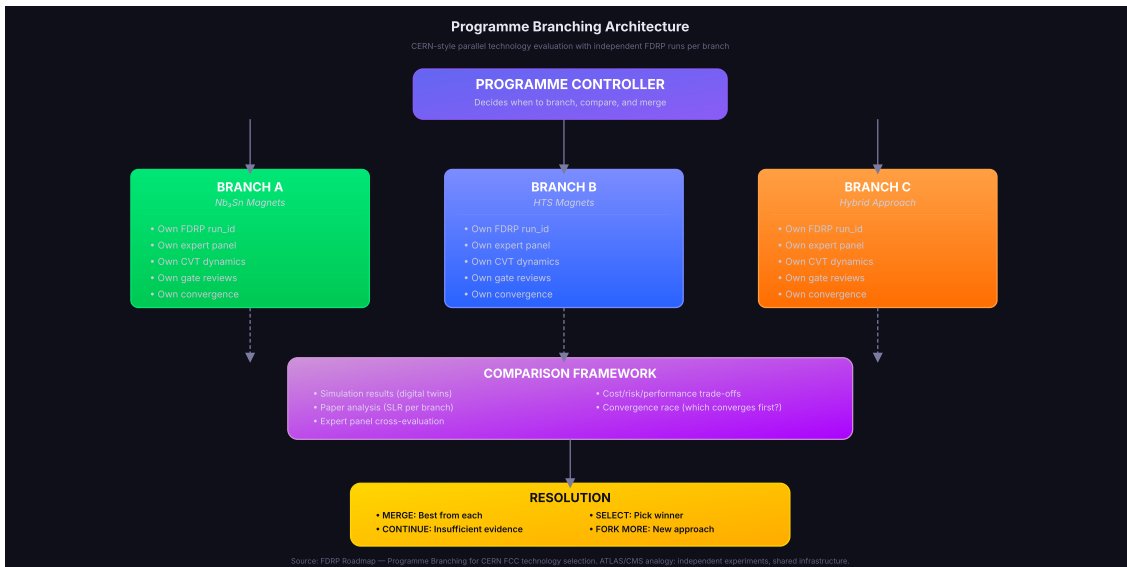 Programme Branching Architecture
CERN-style parallel technology evaluation with independent FDRP runs per branch
PROGRAMME CONTROLLER
Decides when to branch, compare, and merge
BRANCH A
Nb₃Sn Magnets
• Own FDRP run_id
• Own expert panel
• Own CVT dynamics
• Own gate reviews
• Own convergence
BRANCH B
HTS Magnets
• Own FDRP run_id
• Own expert panel
• Own CVT dynamics
• Own gate reviews
• Own convergence
BRANCH C
Hybrid Approach
• Own FDRP run_id
• Own expert panel
• Own CVT dynamics
• Own gate reviews
• Own convergence
COMPARISON FRAMEWORK
• Simulation results (digital twins)
• Paper analysis (SLR per branch)
• Expert panel cross-evaluation
• Cost/risk/performance trade-offs
• Convergence race (which converges first?)
RESOLUTION
• MERGE: Best from each
• CONTINUE: Insufficient evidence
• SELECT: Pick winner
• FORK MORE: New approach
Source: FDRP Roadmap — Programme Branching for CERN FCC technology selection. ATLAS/CMS analogy: independent experiments, shared infrastructure.